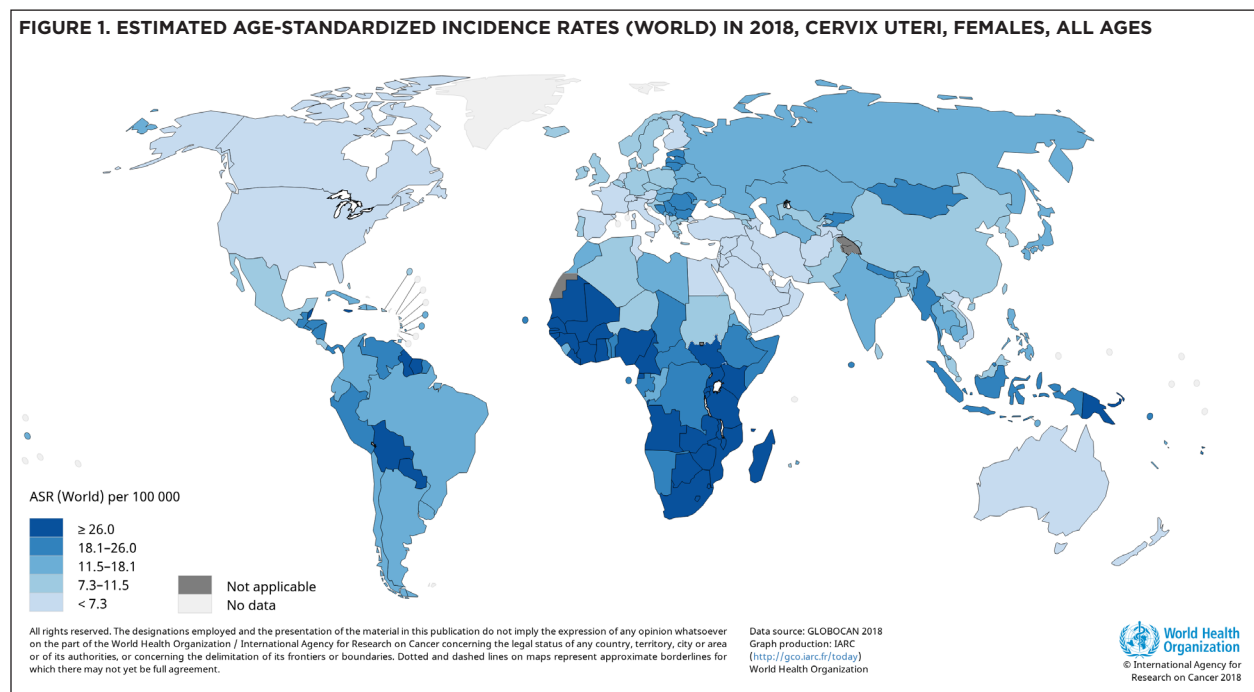 FIGURE 1. ESTIMATED AGE-STANDARDIZED INCIDENCE RATES (WORLD) IN 2018, CERVIX UTERI, FEMALES, ALL AGES
ASR (World) per 100 000
≥ 26.0
18.1–26.0
11.5–18.1
7.3–11.5
< 7.3
Not applicable
No data
All rights reserved. The designations employed and the presentation of the material in this publication do not imply the expression of any opinion whatsoever
on the part of the World Health Organization / International Agency for Research on Cancer concerning the legal status of any country, territory, city or area
or of its authorities, or concerning the delimitation of its frontiers or boundaries. Dotted and dashed lines on maps represent approximate borderlines for
which there may not yet be full agreement.
Data source: GLOBOCAN 2018
Graph production: IARC
(http://gco.iarc.fr/today)
World Health Organization
World Health
Organization
© International Agency for
Research on Cancer 2018